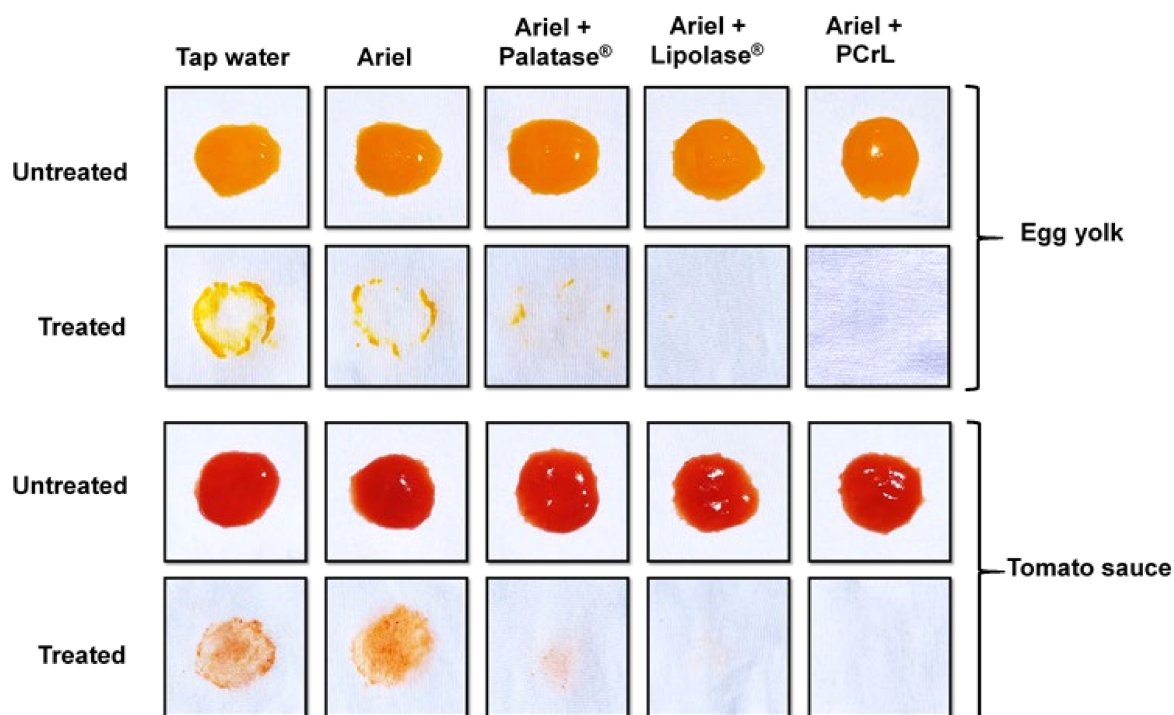 Tap water
Ariel
Ariel +
Palatase®
Ariel +
Lipolase®
Ariel +
PCrL
Untreated
Treated
Egg yolk
Untreated
Treated
Tomato sauce